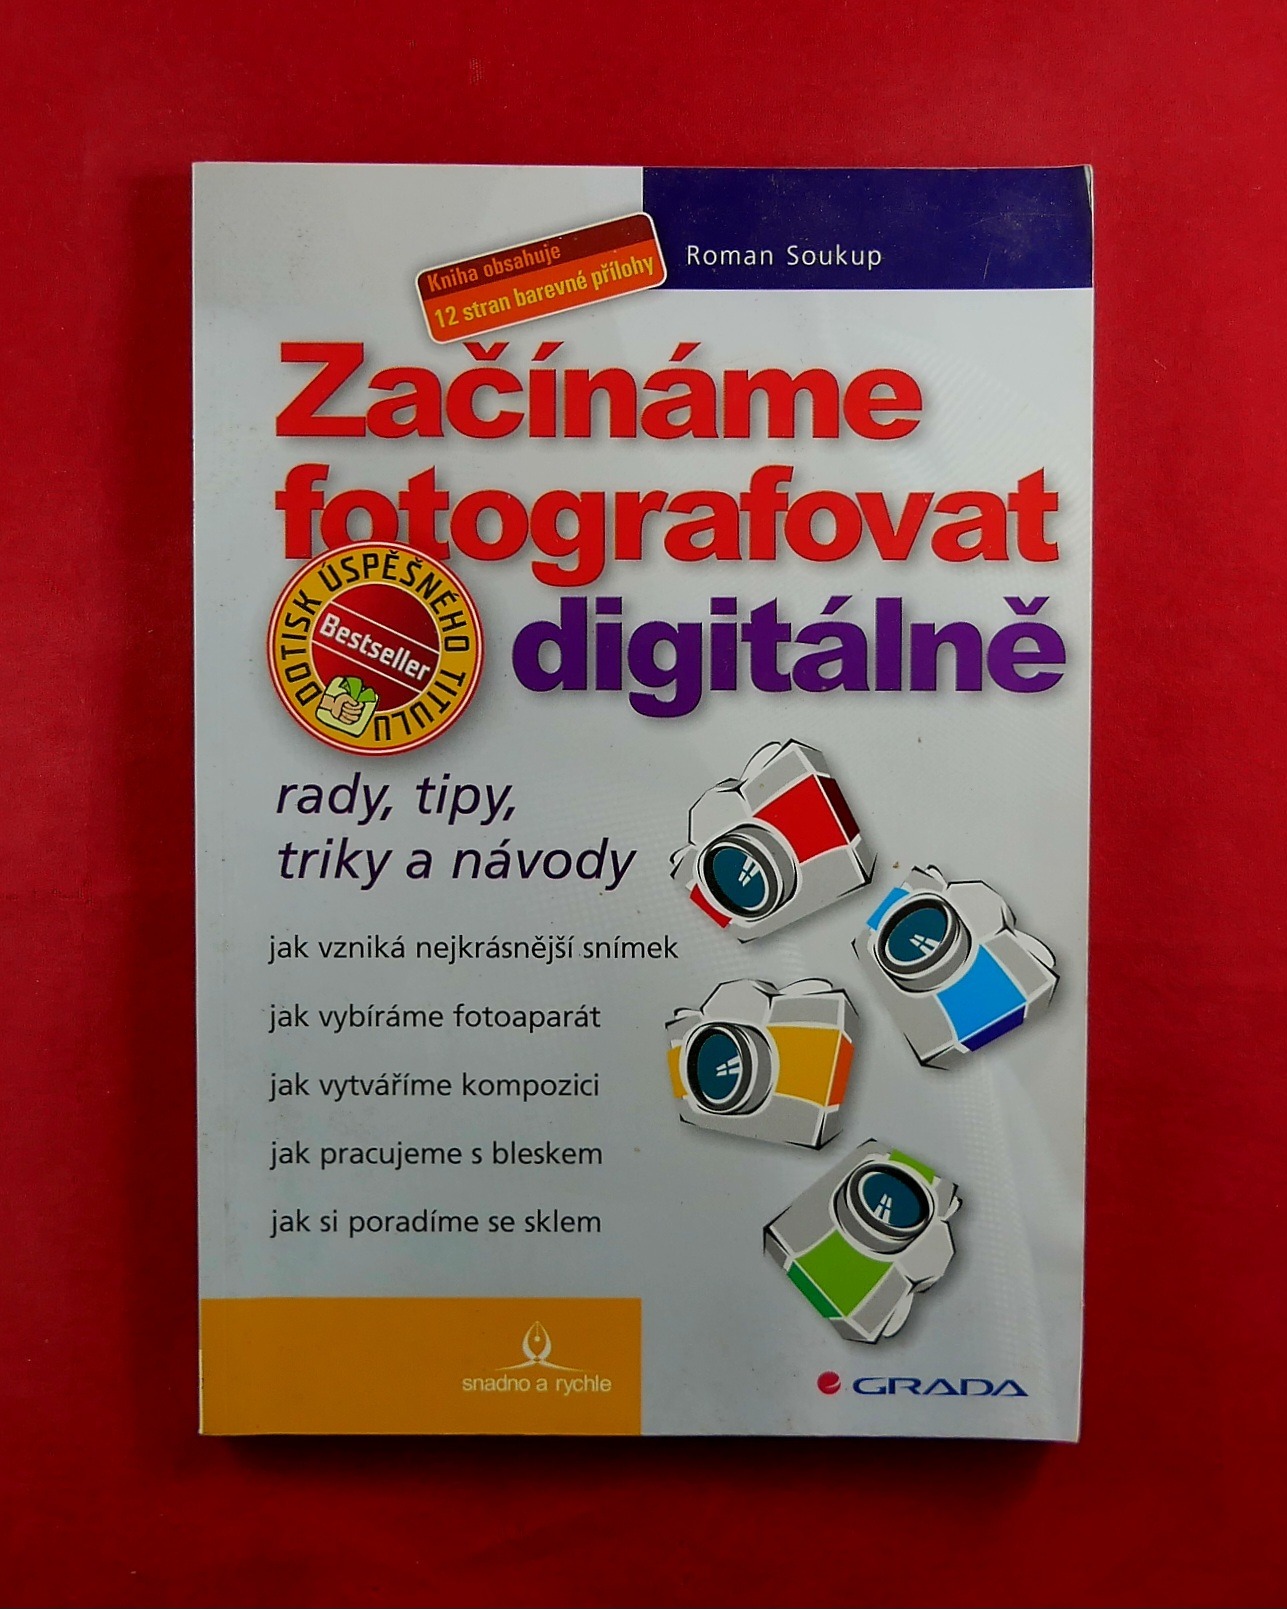 Roman Soukup
Kniha obsahuje
12 stran barevné přílohy
Začínáme
fotografovat
digitálně
DOTISK ÚSPĚŠNÉHO TITULU
Bestseller
rady, tipy,
triky a návody
jak vzniká nejkrásnější snímek
jak vybíráme fotoaparát
jak vytváříme kompozici
jak pracujeme s bleskem
jak si poradíme se sklem
snadno a rychle
GRADA